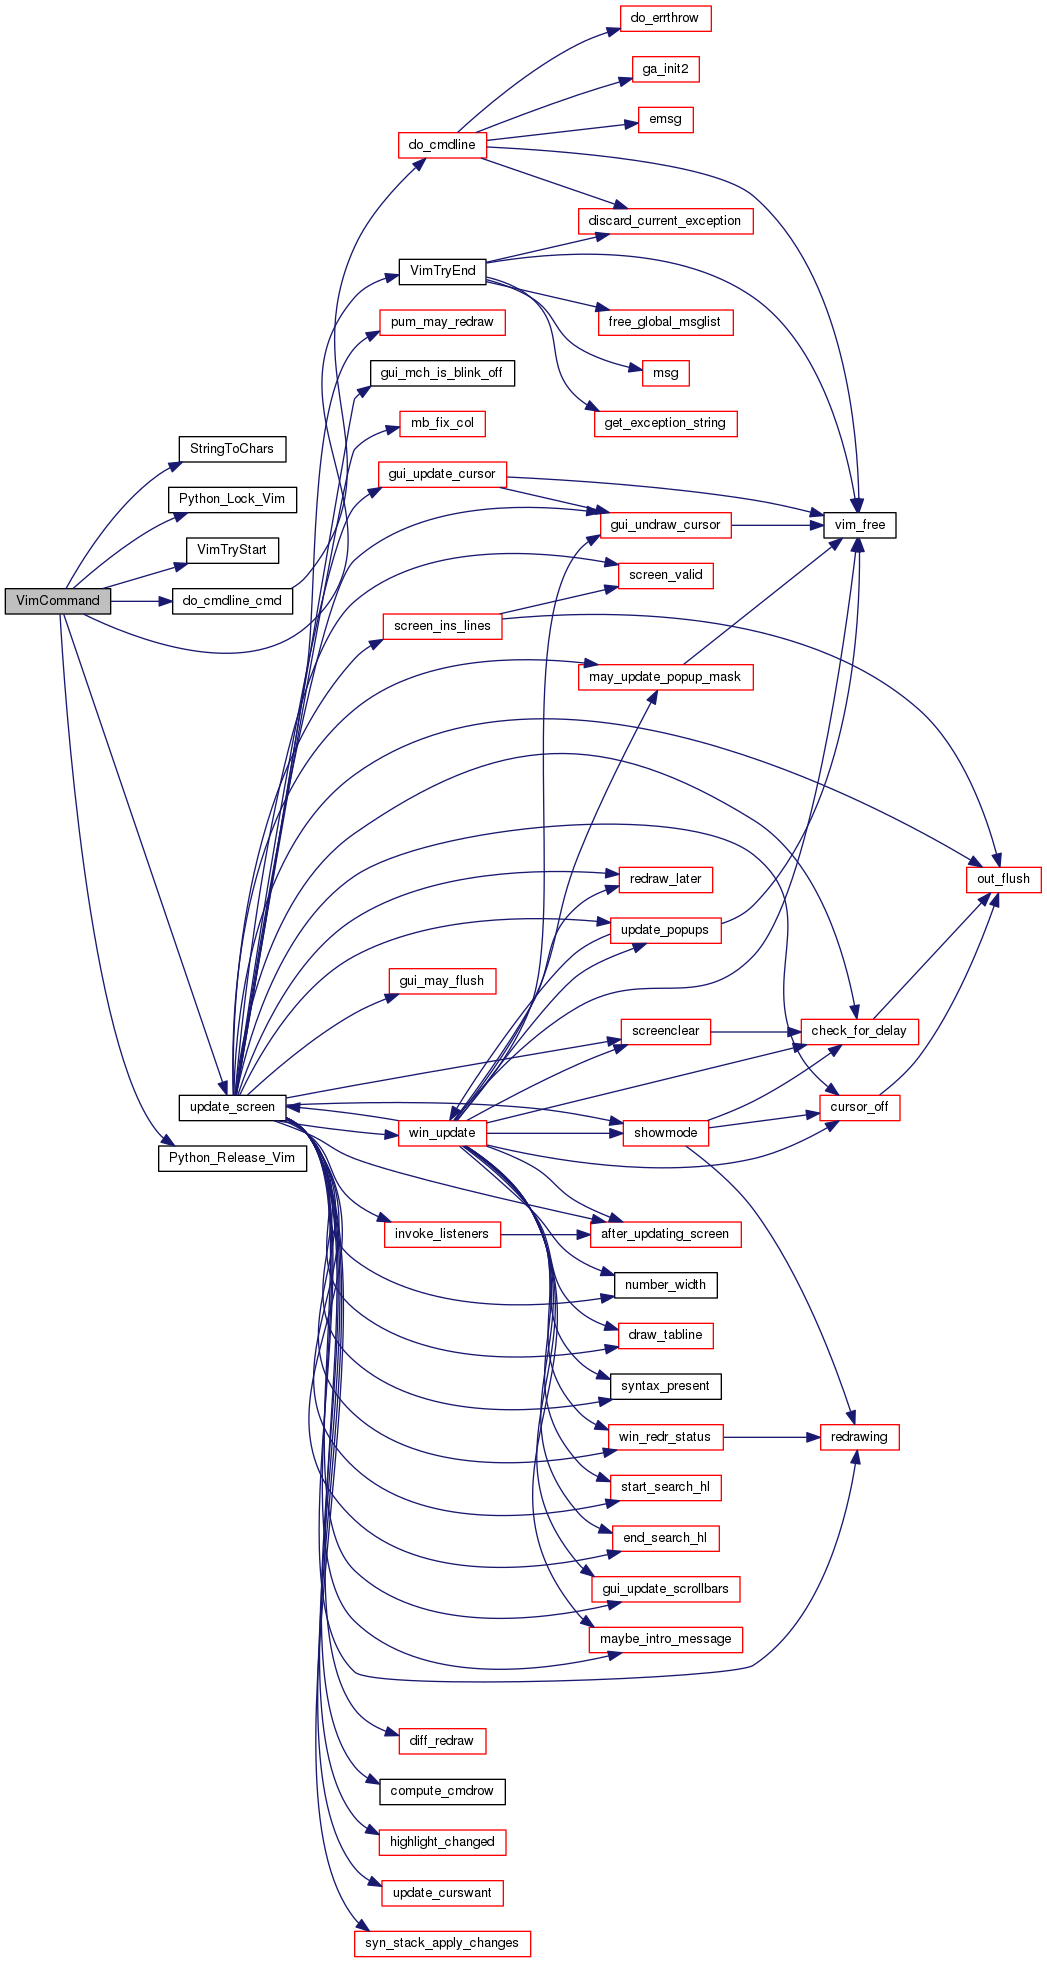 do_errthrow
ga_init2
emsg
do_cmdline
discard_current_exception
VimTryEnd
free_global_msglist
pum_may_redraw
msg
gui_mch_is_blink_off
get_exception_string
mb_fix_col
StringToChars
gui_update_cursor
Python_Lock_Vim
gui_undraw_cursor
vim_free
VimTryStart
screen_valid
VimCommand
do_cmdline_cmd
screen_ins_lines
may_update_popup_mask
redraw_later
out_flush
update_popups
gui_may_flush
screenclear
check_for_delay
update_screen
cursor_off
win_update
showmode
Python_Release_Vim
invoke_listeners
after_updating_screen
number_width
draw_tabline
syntax_present
win_redr_status
redrawing
start_search_hl
end_search_hl
gui_update_scrollbars
maybe_intro_message
diff_redraw
compute_cmdrow
highlight_changed
update_curswant
syn_stack_apply_changes